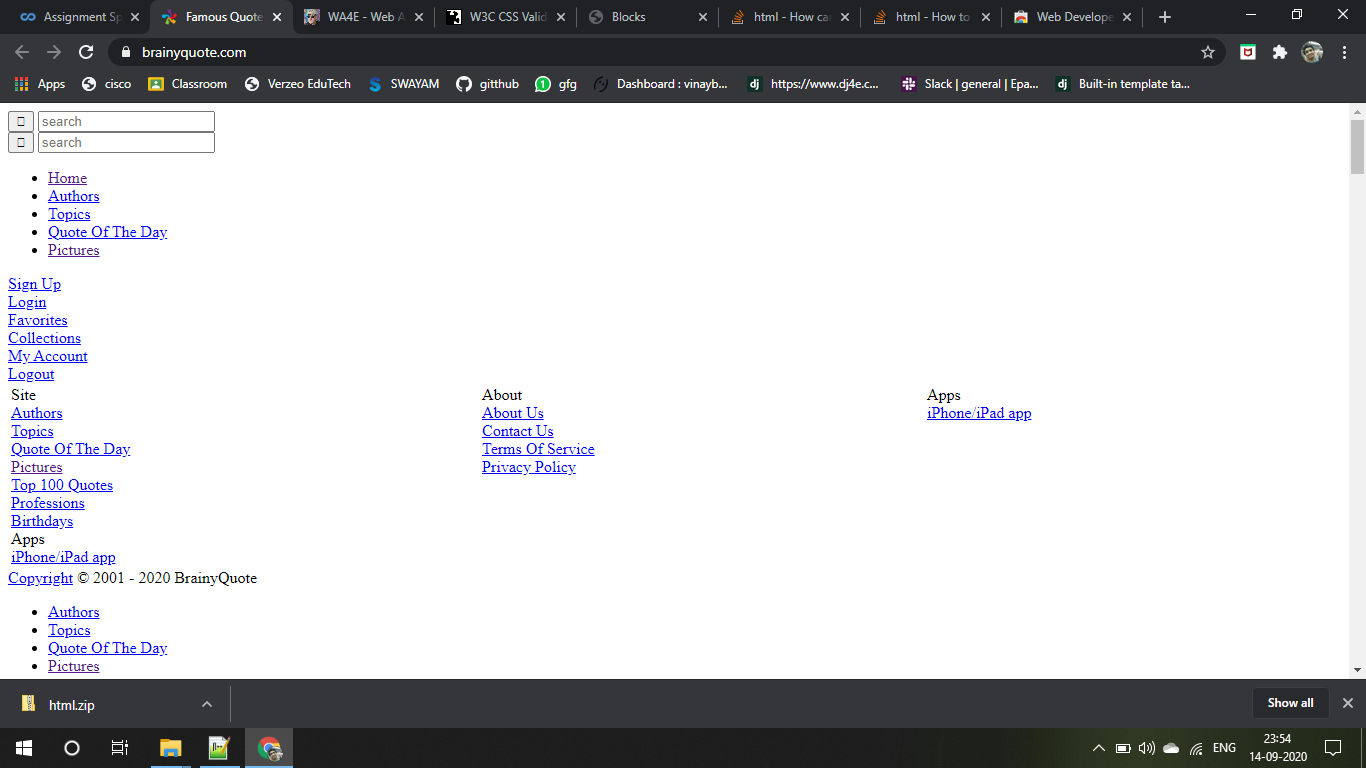 Assignment Sp
Famous Quote
WA4E - Web A
W3C CSS Valid
Blocks
html - How can
html - How to
Web Develope
brainyquote.com
Apps
cisco
Classroom
Verzeo EduTech
SWAYAM
gitthub
gfg
Dashboard : vinayb...
https://www.dj4e.c...
Slack | general | Epa...
Built-in template ta...
search
search
Home
Authors
Topics
Quote Of The Day
Pictures
Sign Up
Login
Favorites
Collections
My Account
Logout
Site About Apps
Authors About Us iPhone/iPad app
Topics Contact Us
Quote Of The Day Terms Of Service
Pictures Privacy Policy
Top 100 Quotes
Professions
Birthdays
Apps
iPhone/iPad app
Copyright © 2001 - 2020 BrainyQuote
Authors
Topics
Quote Of The Day
Pictures
html.zip
Show all
ENG
23:54
14-09-2020